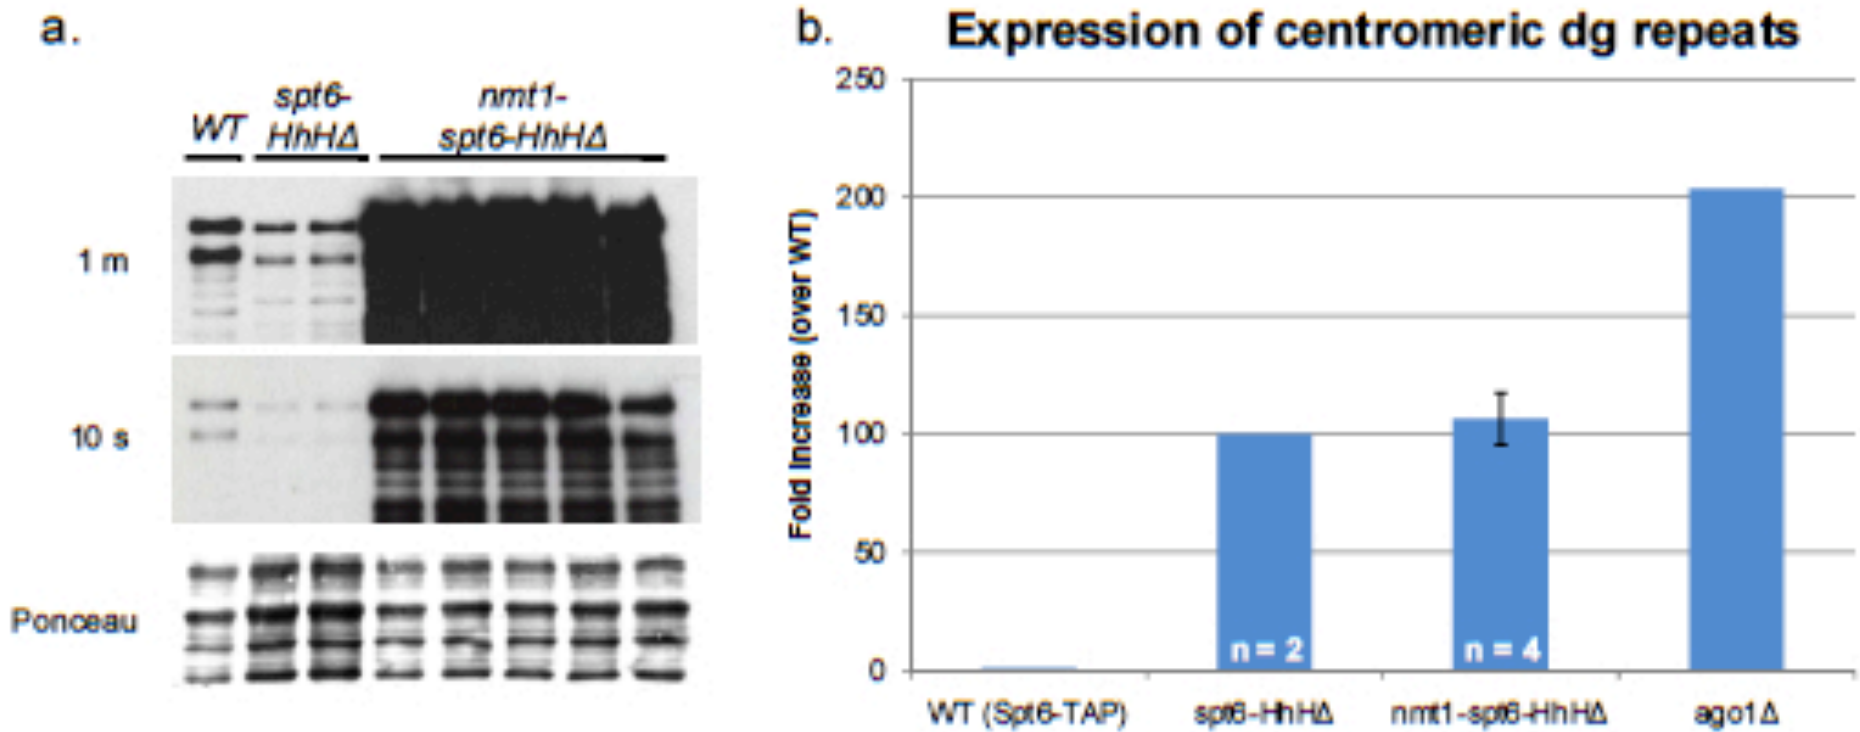 a.
WT
spt6-
HhHΔ
nmt1-
spt6-HhHΔ
1 m
10 s
Ponceau
b.
Expression of centromeric dg repeats
Fold Increase (over WT)
250
200
150
100
50
0
n = 2
n = 4
WT (Spt6-TAP)
spt6-HhHΔ
nmt1-spt6-HhHΔ
ago1Δ